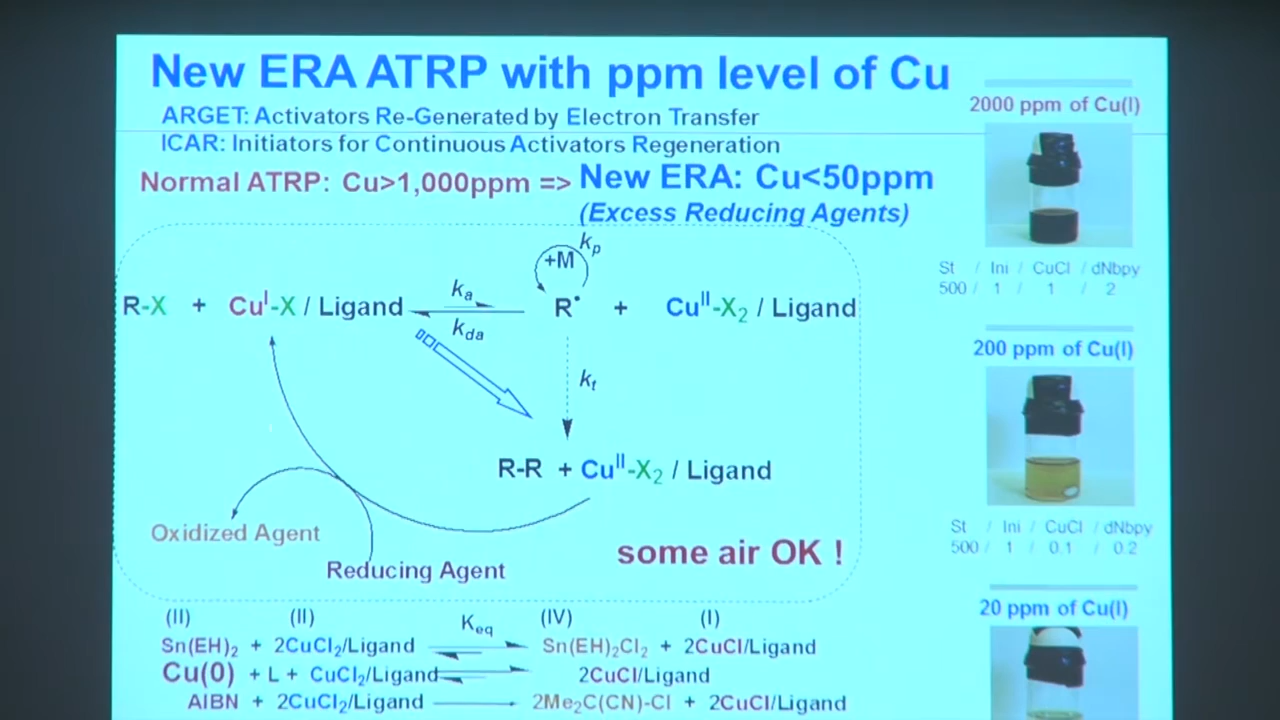 New ERA ATRP with ppm level of Cu
ARGET: Activators Re-Generated by Electron Transfer
ICAR: Initiators for Continuous Activators Regeneration
Normal ATRP: Cu>1,000ppm => New ERA: Cu<50ppm
(Excess Reducing Agents)
+M
kp
R-X + CuI-X / Ligand
ka
kda
R• + CuII-X2 / Ligand
kt
R-R + CuII-X2 / Ligand
Oxidized Agent
Reducing Agent
some air OK !
(II) (II) Keq (IV) (I)
Sn(EH)2 + 2CuCl2/Ligand Sn(EH)2Cl2 + 2CuCl/Ligand
Cu(0) + L + CuCl2/Ligand 2CuCl/Ligand
AIBN + 2CuCl2/Ligand 2Me2C(CN)-Cl + 2CuCl/Ligand
2000 ppm of Cu(I)
St / Ini / CuCl / dNbpy
500 / 1 / 1 / 2
200 ppm of Cu(I)
St / Ini / CuCl / dNbpy
500 / 1 / 0.1 / 0.2
20 ppm of Cu(I)